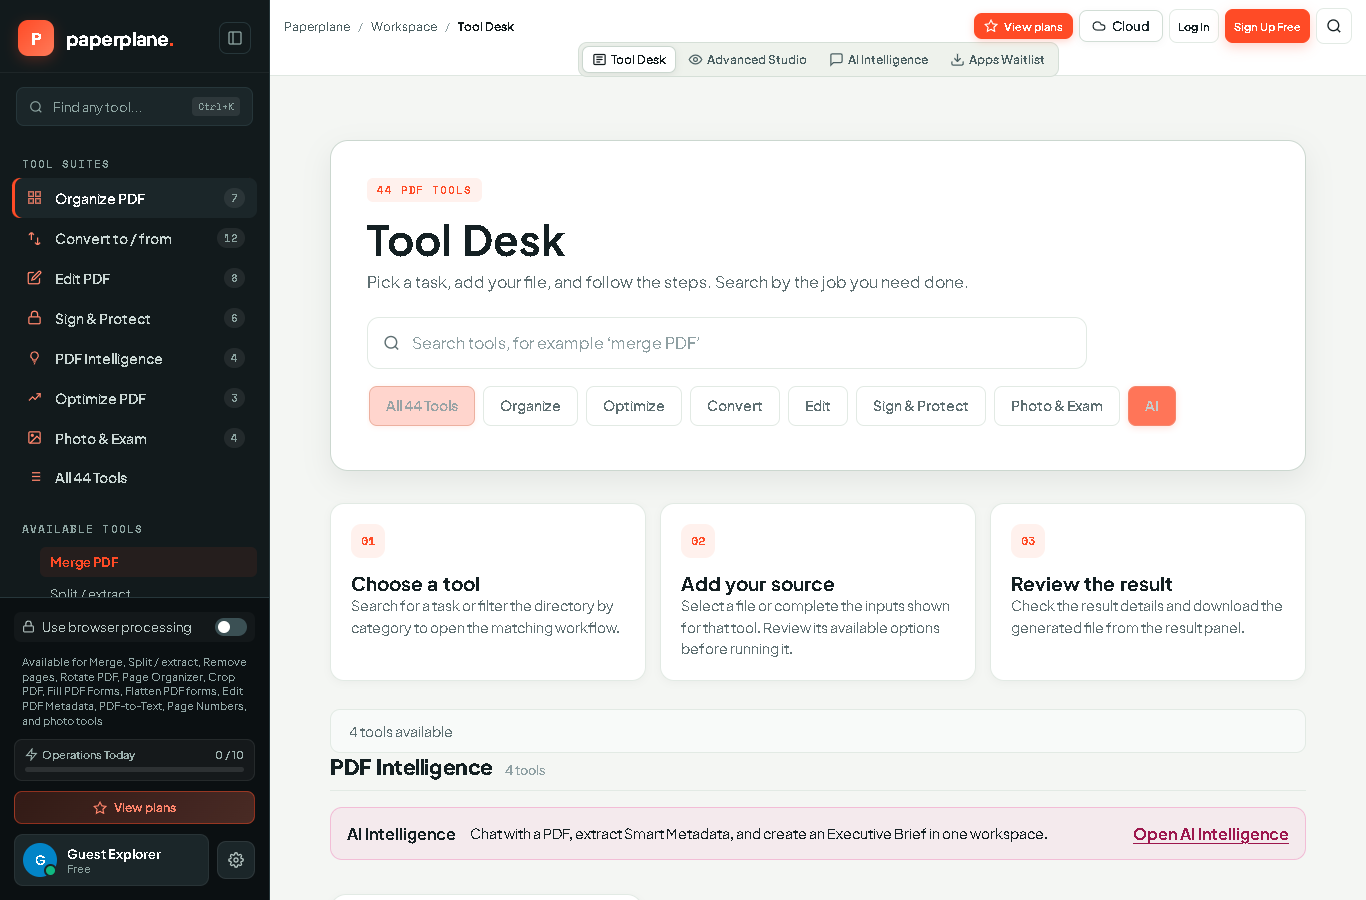 P paperplane.
Find any tool... Ctrl+K
TOOL SUITES
Organize PDF 7
Convert to / from 12
Edit PDF 8
Sign & Protect 6
PDF Intelligence 4
Optimize PDF 3
Photo & Exam 4
All 44 Tools
AVAILABLE TOOLS
Merge PDF
Split / extract
Use browser processing
Available for Merge, Split / extract, Remove
pages, Rotate PDF, Page Organizer, Crop
PDF, Fill PDF Forms, Flatten PDF forms, Edit
PDF Metadata, PDF-to-Text, Page Numbers,
and photo tools
Operations Today 0 / 10
View plans
G Guest Explorer
Free
Paperplane / Workspace / Tool Desk
View plans Cloud Log In Sign Up Free
Tool Desk Advanced Studio AI Intelligence Apps Waitlist
44 PDF TOOLS
Tool Desk
Pick a task, add your file, and follow the steps. Search by the job you need done.
Search tools, for example ‘merge PDF’
All 44 Tools Organize Optimize Convert Edit Sign & Protect Photo & Exam AI
01
Choose a tool
Search for a task or filter the directory by
category to open the matching workflow.
02
Add your source
Select a file or complete the inputs shown
for that tool. Review its available options
before running it.
03
Review the result
Check the result details and download the
generated file from the result panel.
4 tools available
PDF Intelligence 4 tools
AI Intelligence Chat with a PDF, extract Smart Metadata, and create an Executive Brief in one workspace. Open AI Intelligence